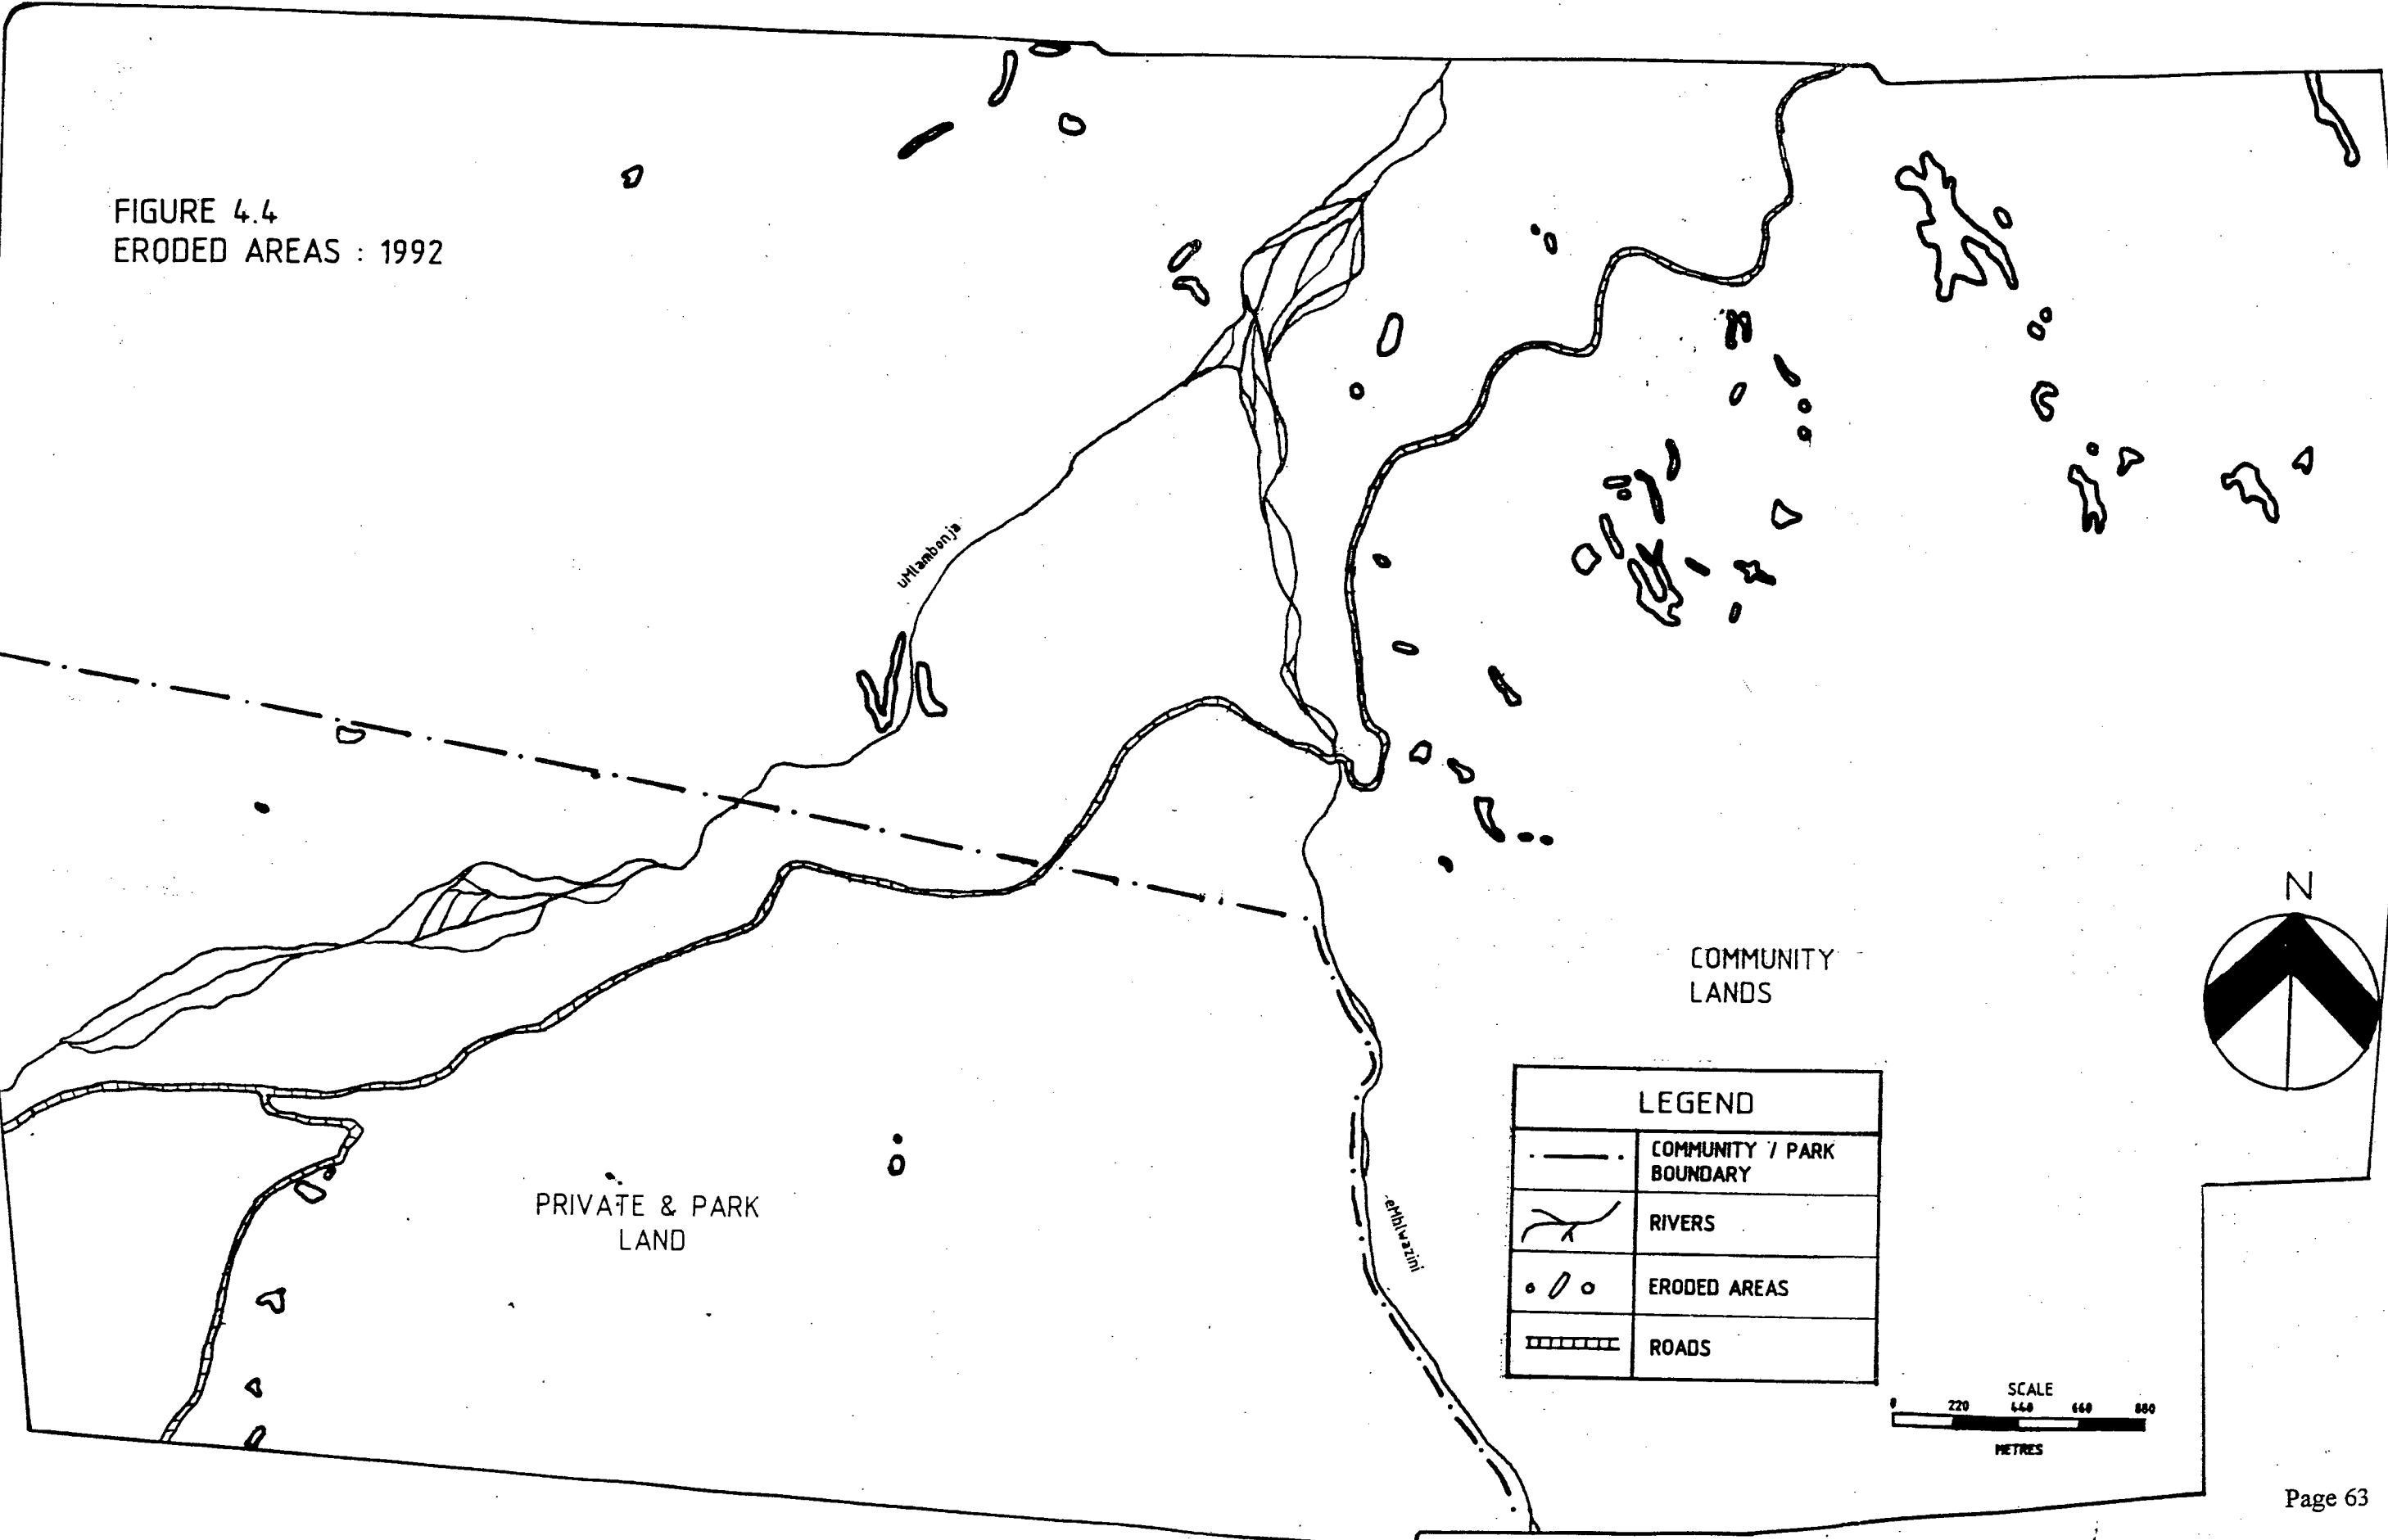 FIGURE 4.4
ERODED AREAS : 1992
uMlambonja
N
COMMUNITY
LANDS
PRIVATE & PARK
LAND
eMhlwazini
LEGEND
COMMUNITY / PARK
BOUNDARY
RIVERS
ERODED AREAS
ROADS
SCALE
0 220 440 660 880
METRES
Page 63